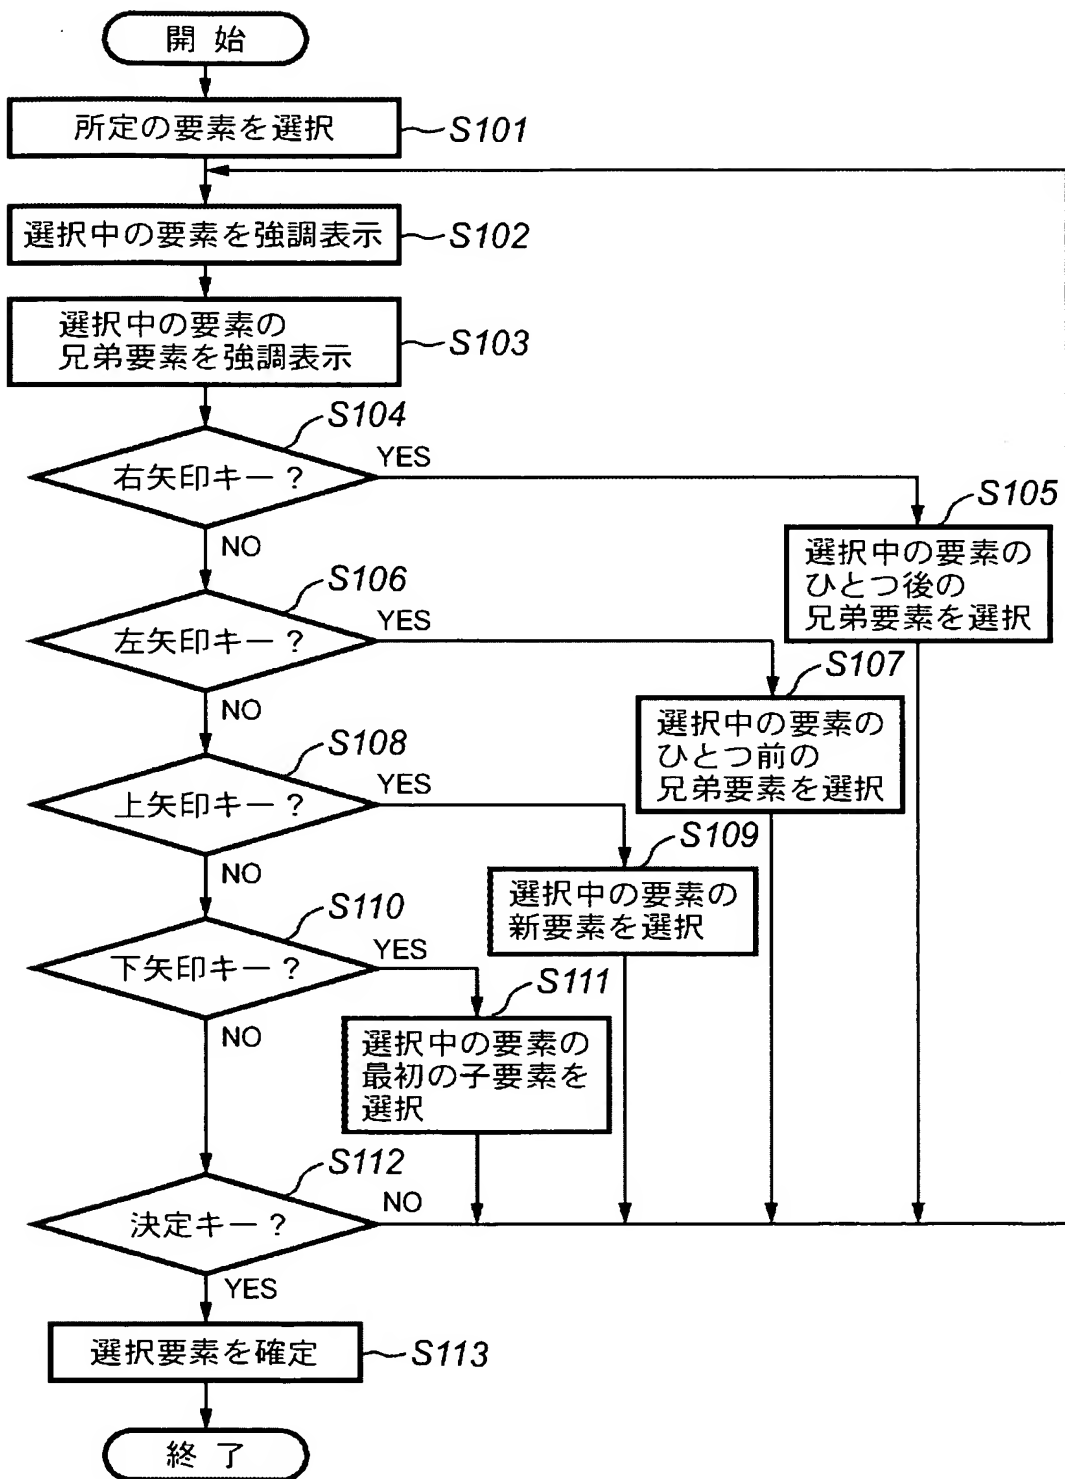 開始
所定の要素を選択
S101
選択中の要素を強調表示
S102
選択中の要素の
兄弟要素を強調表示
S103
S104
右矢印キー?
YES
NO
S105
選択中の要素の
ひとつ後の
兄弟要素を選択
S106
左矢印キー?
YES
NO
S107
選択中の要素の
ひとつ前の
兄弟要素を選択
S108
上矢印キー?
YES
NO
S109
選択中の要素の
新要素を選択
S110
下矢印キー?
YES
NO
S111
選択中の要素の
最初の子要素を
選択
S112
決定キー?
NO
YES
選択要素を確定
S113
終了